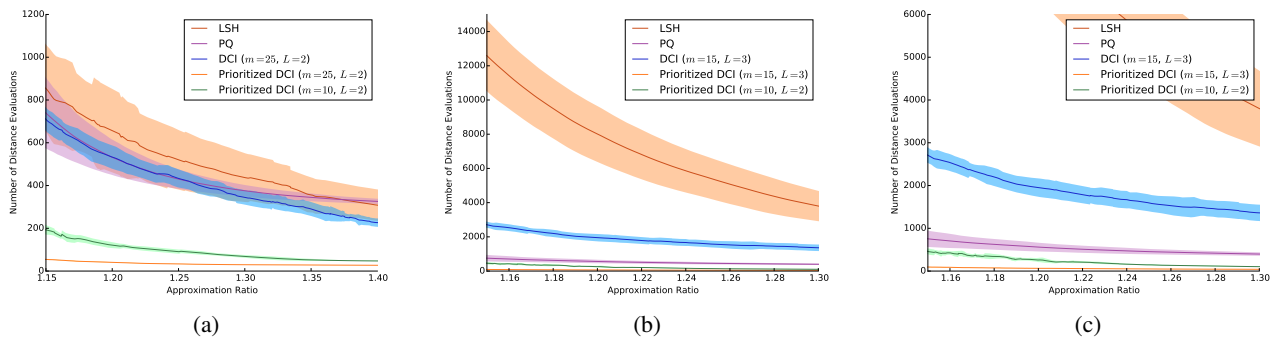 1200
1000
800
600
400
200
0
Number of Distance Evaluations
1.15
1.20
1.25
1.30
1.35
1.40
Approximation Ratio
LSH
PQ
DCI (m=25, L=2)
Prioritized DCI (m=25, L=2)
Prioritized DCI (m=10, L=2)
(a)
14000
12000
10000
8000
6000
4000
2000
0
Number of Distance Evaluations
1.16
1.18
1.20
1.22
1.24
1.26
1.28
1.30
Approximation Ratio
LSH
PQ
DCI (m=15, L=3)
Prioritized DCI (m=15, L=3)
Prioritized DCI (m=10, L=2)
(b)
6000
5000
4000
3000
2000
1000
0
Number of Distance Evaluations
1.16
1.18
1.20
1.22
1.24
1.26
1.28
1.30
Approximation Ratio
LSH
PQ
DCI (m=15, L=3)
Prioritized DCI (m=15, L=3)
Prioritized DCI (m=10, L=2)
(c)